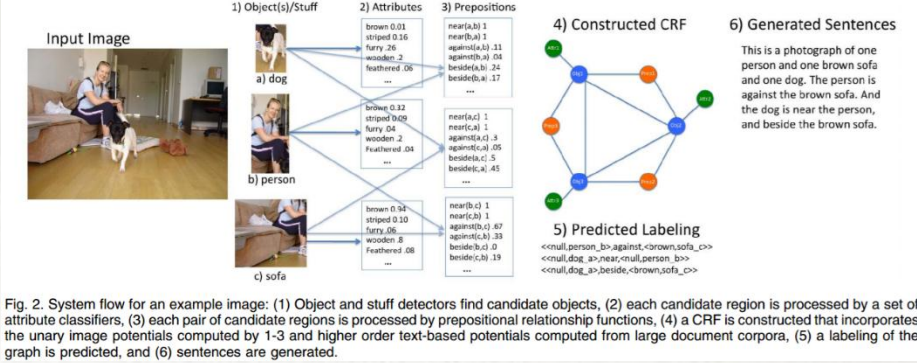 Input Image
1) Object(s)/Stuff
a) dog
b) person
c) sofa
2) Attributes
brown 0.01
striped 0.16
furry .26
wooden .2
feathered .06
...
brown 0.32
striped 0.09
furry .04
wooden .2
Feathered .04
...
brown 0.94
striped 0.10
furry .06
wooden .8
Feathered .08
...
3) Prepositions
near(a,b) 1
near(b,a) 1
against(a,b) .11
against(b,a) .04
beside(a,b) .24
beside(b,a) .17
...
near(a,c) 1
near(c,a) 1
against(a,c) .3
against(c,a) .05
beside(a,c) .5
beside(c,a) .45
...
near(b,c) 1
near(c,b) 1
against(b,c) .67
against(c,b) .33
beside(b,c) .0
beside(c,b) .19
...
4) Constructed CRF
Attr1
Obj1
Prep1
Attr2
Obj2
Prep2
Obj3
Prep3
Attr3
5) Predicted Labeling
<<null,person_b>,against,<brown,sofa_c>>
<<null,dog_a>,near,<null,person_b>>
<<null,dog_a>,beside,<brown,sofa_c>>
6) Generated Sentences
This is a photograph of one
person and one brown sofa
and one dog. The person is
against the brown sofa. And
the dog is near the person,
and beside the brown sofa.
Fig. 2. System flow for an example image: (1) Object and stuff detectors find candidate objects, (2) each candidate region is processed by a set of
attribute classifiers, (3) each pair of candidate regions is processed by prepositional relationship functions, (4) a CRF is constructed that incorporates
the unary image potentials computed by 1-3 and higher order text-based potentials computed from large document corpora, (5) a labeling of the
graph is predicted, and (6) sentences are generated.